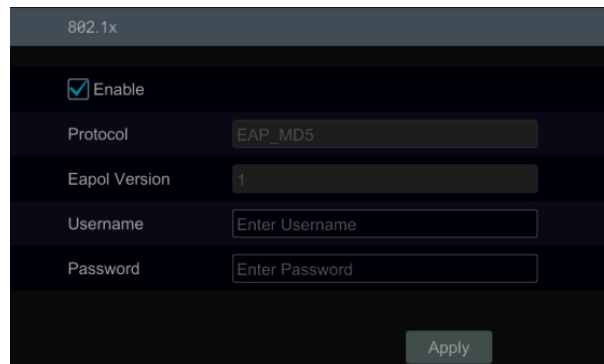 802.1x
Enable
Protocol EAP_MD5
Eapol Version 1
Username Enter Username
Password Enter Password
Apply